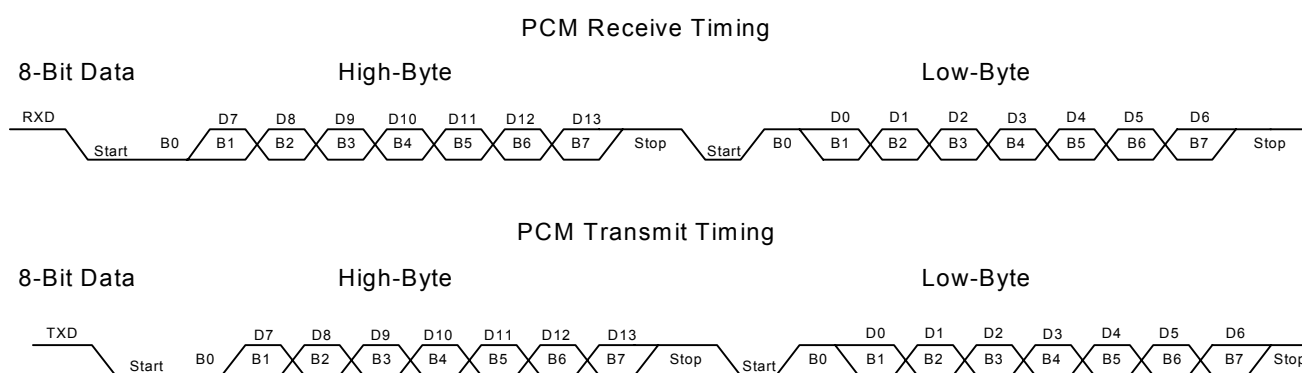 PCM Receive Timing
8-Bit Data High-Byte Low-Byte
RXD D7 D8 D9 D10 D11 D12 D13 D0 D1 D2 D3 D4 D5 D6
Start B0 B1 B2 B3 B4 B5 B6 B7 Stop Start B0 B1 B2 B3 B4 B5 B6 B7 Stop
PCM Transmit Timing
8-Bit Data High-Byte Low-Byte
TXD D7 D8 D9 D10 D11 D12 D13 D0 D1 D2 D3 D4 D5 D6
Start B0 B1 B2 B3 B4 B5 B6 B7 Stop Start B0 B1 B2 B3 B4 B5 B6 B7 Stop